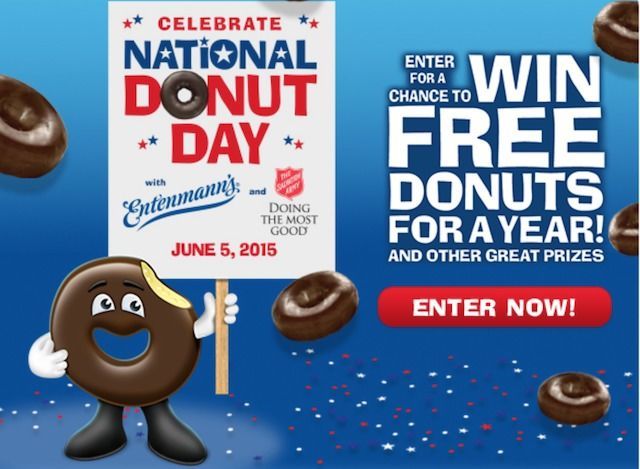 CELEBRATE
NATIONAL
DONUT
DAY
with
Entenmann's
and
THE
SALVATION
ARMY
DOING
THE MOST
GOOD®
JUNE 5, 2015
ENTER
FOR A
CHANCE TO
WIN
FREE
DONUTS
FOR A YEAR!
AND OTHER GREAT PRIZES
ENTER NOW!